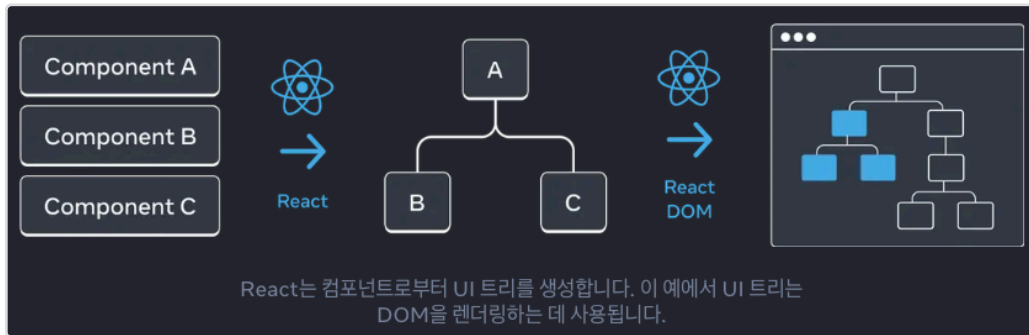 Component A
Component B
Component C
React
A
B
C
React
DOM
React는 컴포넌트로부터 UI 트리를 생성합니다. 이 예에서 UI 트리는
DOM을 렌더링하는 데 사용됩니다.